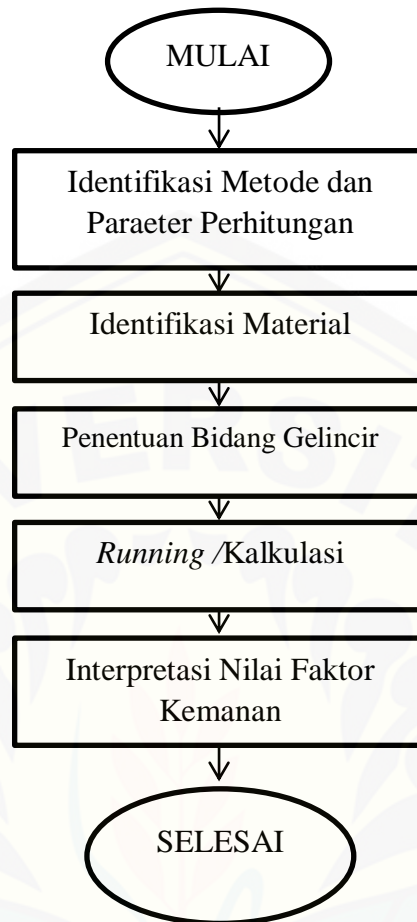 MULAI
Identifikasi Metode dan
Paraeter Perhitungan
Identifikasi Material
Penentuan Bidang Gelincir
Running /Kalkulasi
Interpretasi Nilai Faktor
Kemanan
SELESAI